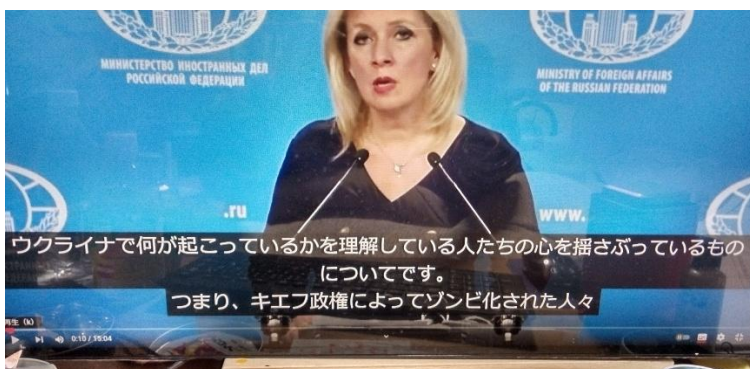 МИНИСТЕРСТВО ИНОСТРАННЫХ ДЕЛ
РОССИЙСКОЙ ФЕДЕРАЦИИ
MINISTRY OF FOREIGN AFFAIRS
OF THE RUSSIAN FEDERATION
.ru
www.
ウクライナで何が起こっているかを理解している人たちの心を揺さぶっているもの
についてです。
つまり、キエフ政権によってゾンビ化された人々
再生 (k)
0:10 / 15:04